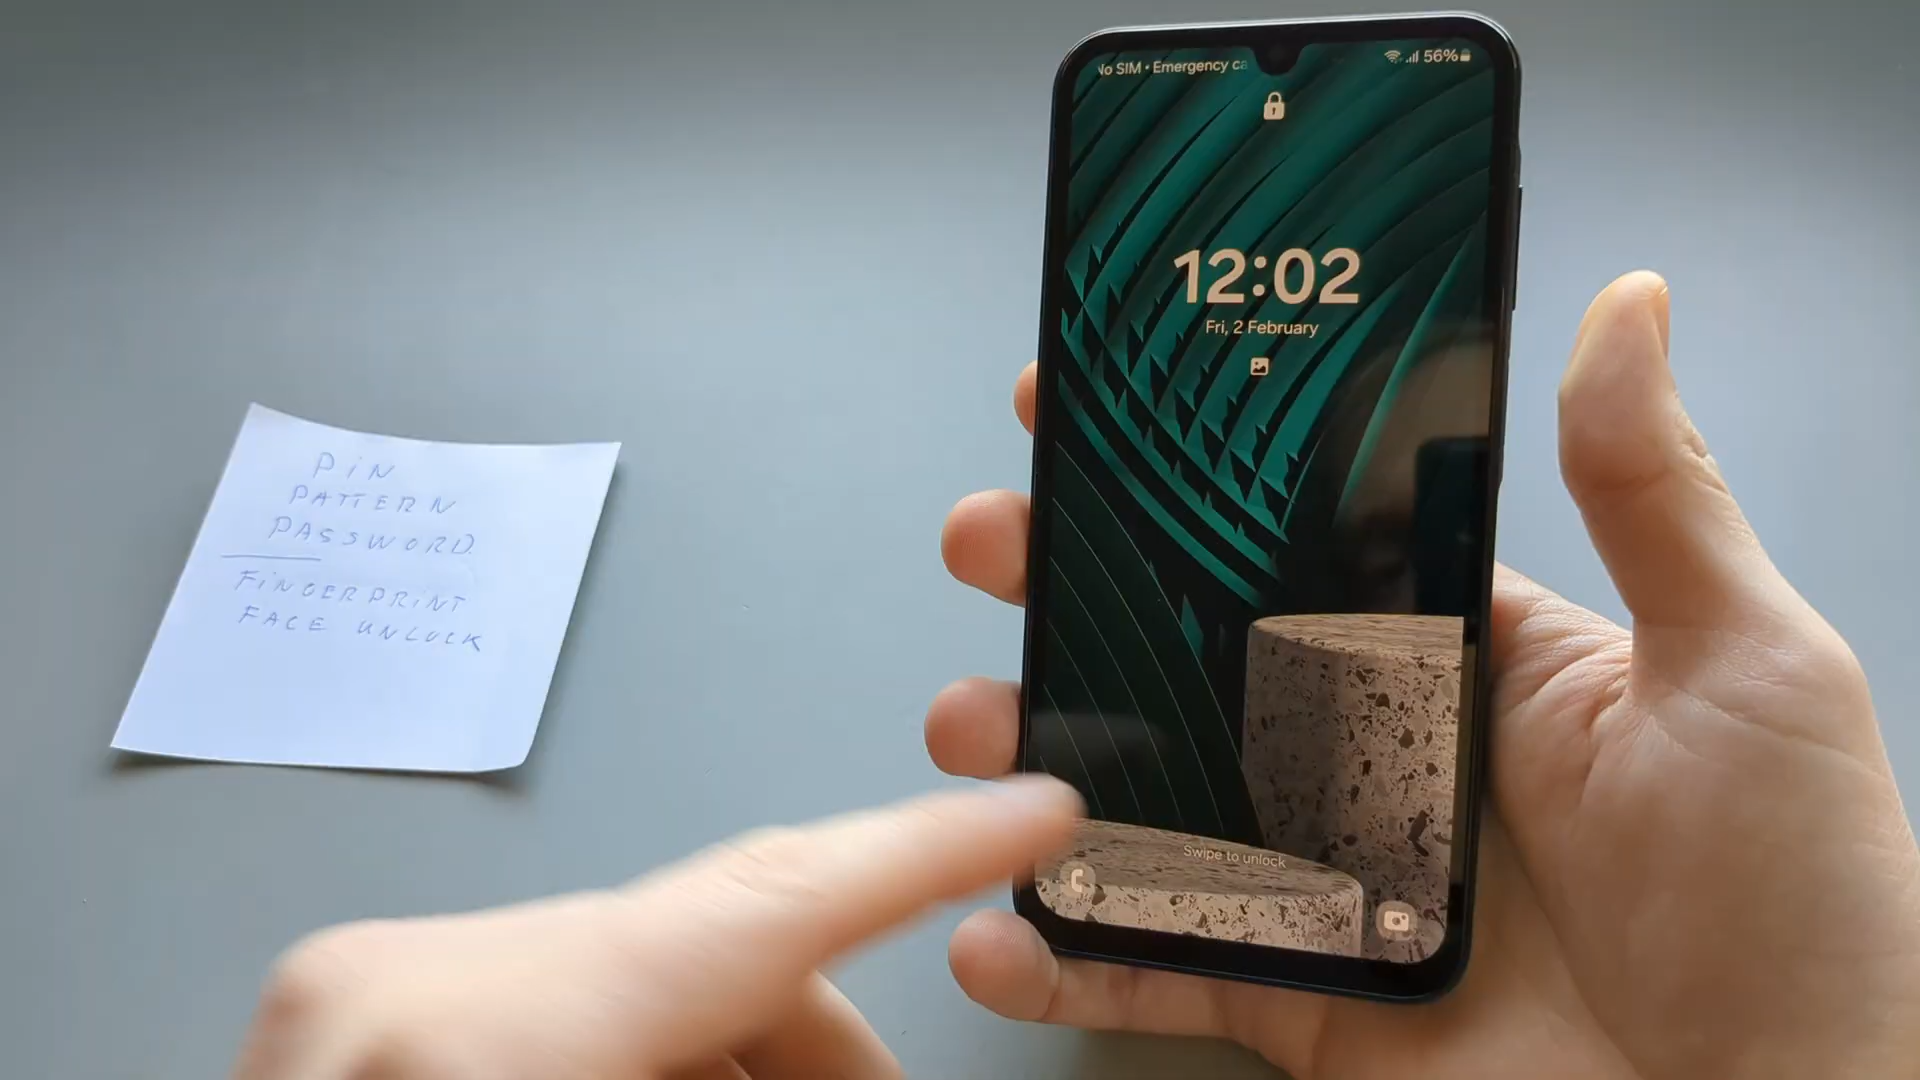 PIN
PATTERN
PASSWORD
FINGERPRINT
FACE UNLOCK
No SIM • Emergency ca
56%
12:02
Fri, 2 February
Swipe to unlock